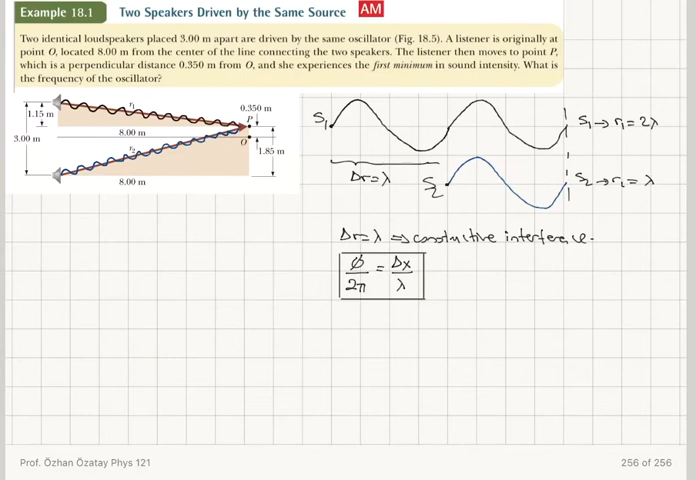 Example 18.1 Two Speakers Driven by the Same Source AM
Two identical loudspeakers placed 3.00 m apart are driven by the same oscillator (Fig. 18.5). A listener is originally at
point O, located 8.00 m from the center of the line connecting the two speakers. The listener then moves to point P,
which is a perpendicular distance 0.350 m from O, and she experiences the first minimum in sound intensity. What is
the frequency of the oscillator?
1.15 m
3.00 m
r₁
8.00 m
r₂
8.00 m
0.350 m
P
O
1.85 m
S₁
S₁ → r₁ = 2λ
Δr = λ
S₂
S₂ → r₂ = λ
Δr = λ ⇒ constructive interference.
φ/2π = Δx/λ
Prof. Özhan Özatay Phys 121
256 of 256